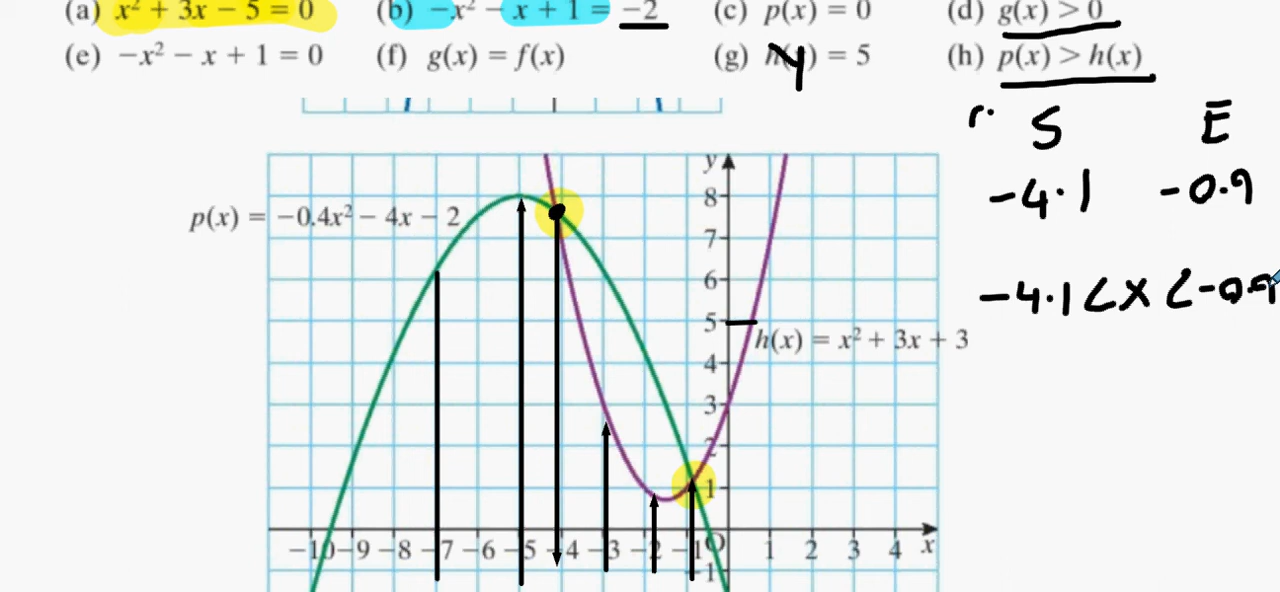 (a) x² + 3x − 5 = 0 (b) −x² − x + 1 = −2 (c) p(x) = 0 (d) g(x) > 0
(e) −x² − x + 1 = 0 (f) g(x) = f(x) (g) y = 5 (h) p(x) > h(x)
r. S E
-4.1 -0.9
-4.1 < x < -0.9
y
8
p(x) = −0.4x² − 4x − 2
7
6
5
h(x) = x² + 3x + 3
4
3
2
1
−10 −9 −8 −7 −6 −5 −4 −3 −2 −1 O 1 2 3 4 x
−1